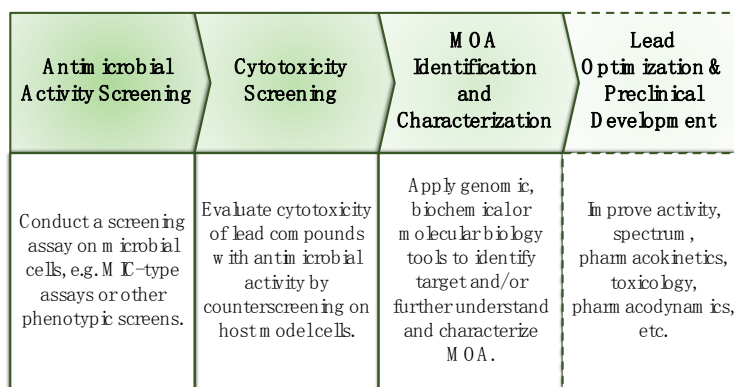 Antimicrobial
Activity Screening
Cytotoxicity
Screening
MOA
Identification
and
Characterization
Lead
Optimization &
Preclinical
Development
Conduct a screening
assay on microbial
cells, e.g. MIC-type
assays or other
phenotypic screens.
Evaluate cytotoxicity
of lead compounds
with antimicrobial
activity by
counterscreening on
host model cells.
Apply genomic,
biochemical or
molecular biology
tools to identify
target and/or
further understand
and characterize
MOA.
Improve activity,
spectrum,
pharmacokinetics,
toxicology,
pharmacodynamics,
etc.